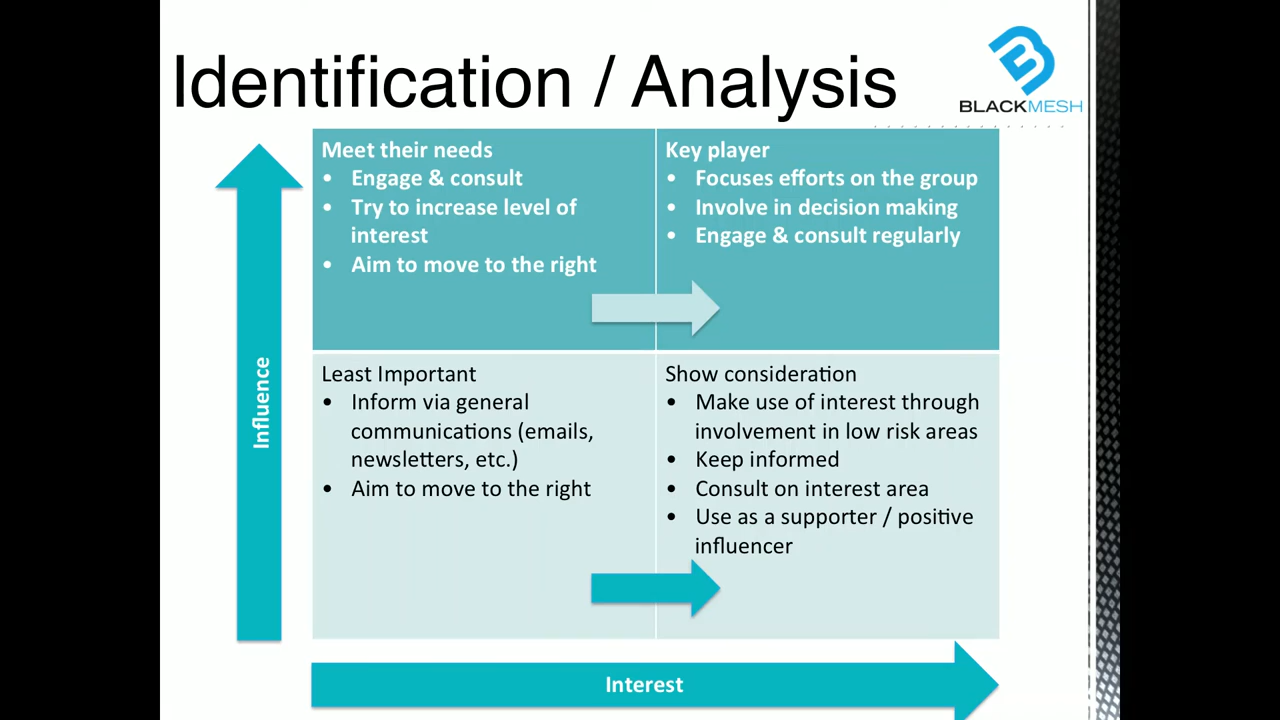 Identification / Analysis
BLACKMESH
Meet their needs
• Engage & consult
• Try to increase level of
interest
• Aim to move to the right
Key player
• Focuses efforts on the group
• Involve in decision making
• Engage & consult regularly
Influence
Least Important
• Inform via general
communications (emails,
newsletters, etc.)
• Aim to move to the right
Show consideration
• Make use of interest through
involvement in low risk areas
• Keep informed
• Consult on interest area
• Use as a supporter / positive
influencer
Interest